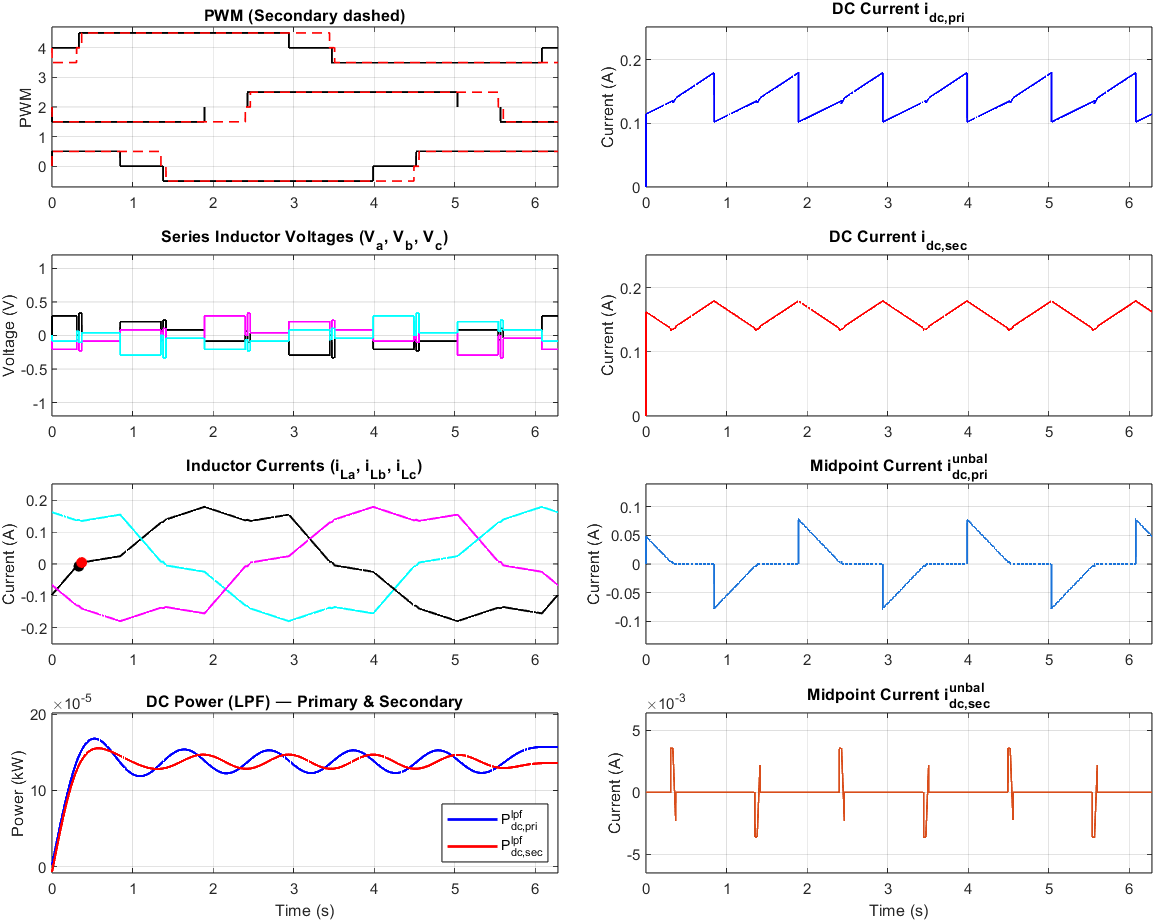 PWM (Secondary dashed)
PWM
4
3
2
1
0
0 1 2 3 4 5 6
DC Current i_dc,pri
Current (A)
0.2
0.1
0
0 1 2 3 4 5 6
Series Inductor Voltages (V_a, V_b, V_c)
Voltage (V)
1
0.5
0
-0.5
-1
0 1 2 3 4 5 6
DC Current i_dc,sec
Current (A)
0.2
0.1
0
0 1 2 3 4 5 6
Inductor Currents (i_La, i_Lb, i_Lc)
Current (A)
0.2
0.1
0
-0.1
-0.2
0 1 2 3 4 5 6
Midpoint Current i_dc,pri^unbal
Current (A)
0.1
0.05
0
-0.05
-0.1
0 1 2 3 4 5 6
DC Power (LPF) — Primary & Secondary
×10^-5
Power (kW)
20
10
0
P_dc,pri^lpf
P_dc,sec^lpf
0 1 2 3 4 5 6
Time (s)
Midpoint Current i_dc,sec^unbal
×10^-3
Current (A)
5
0
-5
0 1 2 3 4 5 6
Time (s)